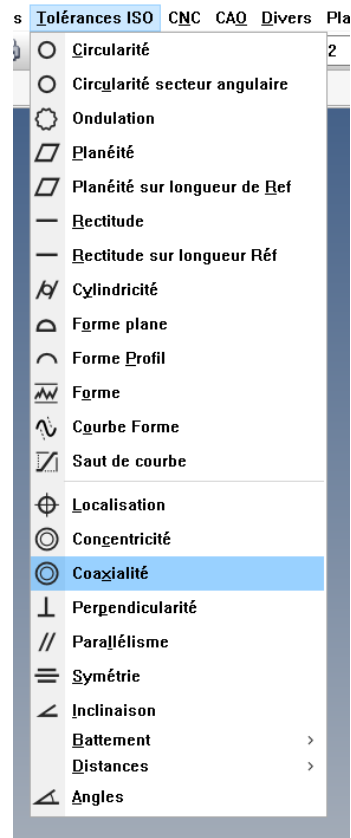 s Tolérances ISO CNC CAO Divers Pla
2
Circularité
Circularité secteur angulaire
Ondulation
Planéité
Planéité sur longueur de Ref
Rectitude
Rectitude sur longueur Réf
Cylindricité
Forme plane
Forme Profil
Forme
Courbe Forme
Saut de courbe
Localisation
Concentricité
Coaxialité
Perpendicularité
Parallélisme
Symétrie
Inclinaison
Battement
Distances
Angles